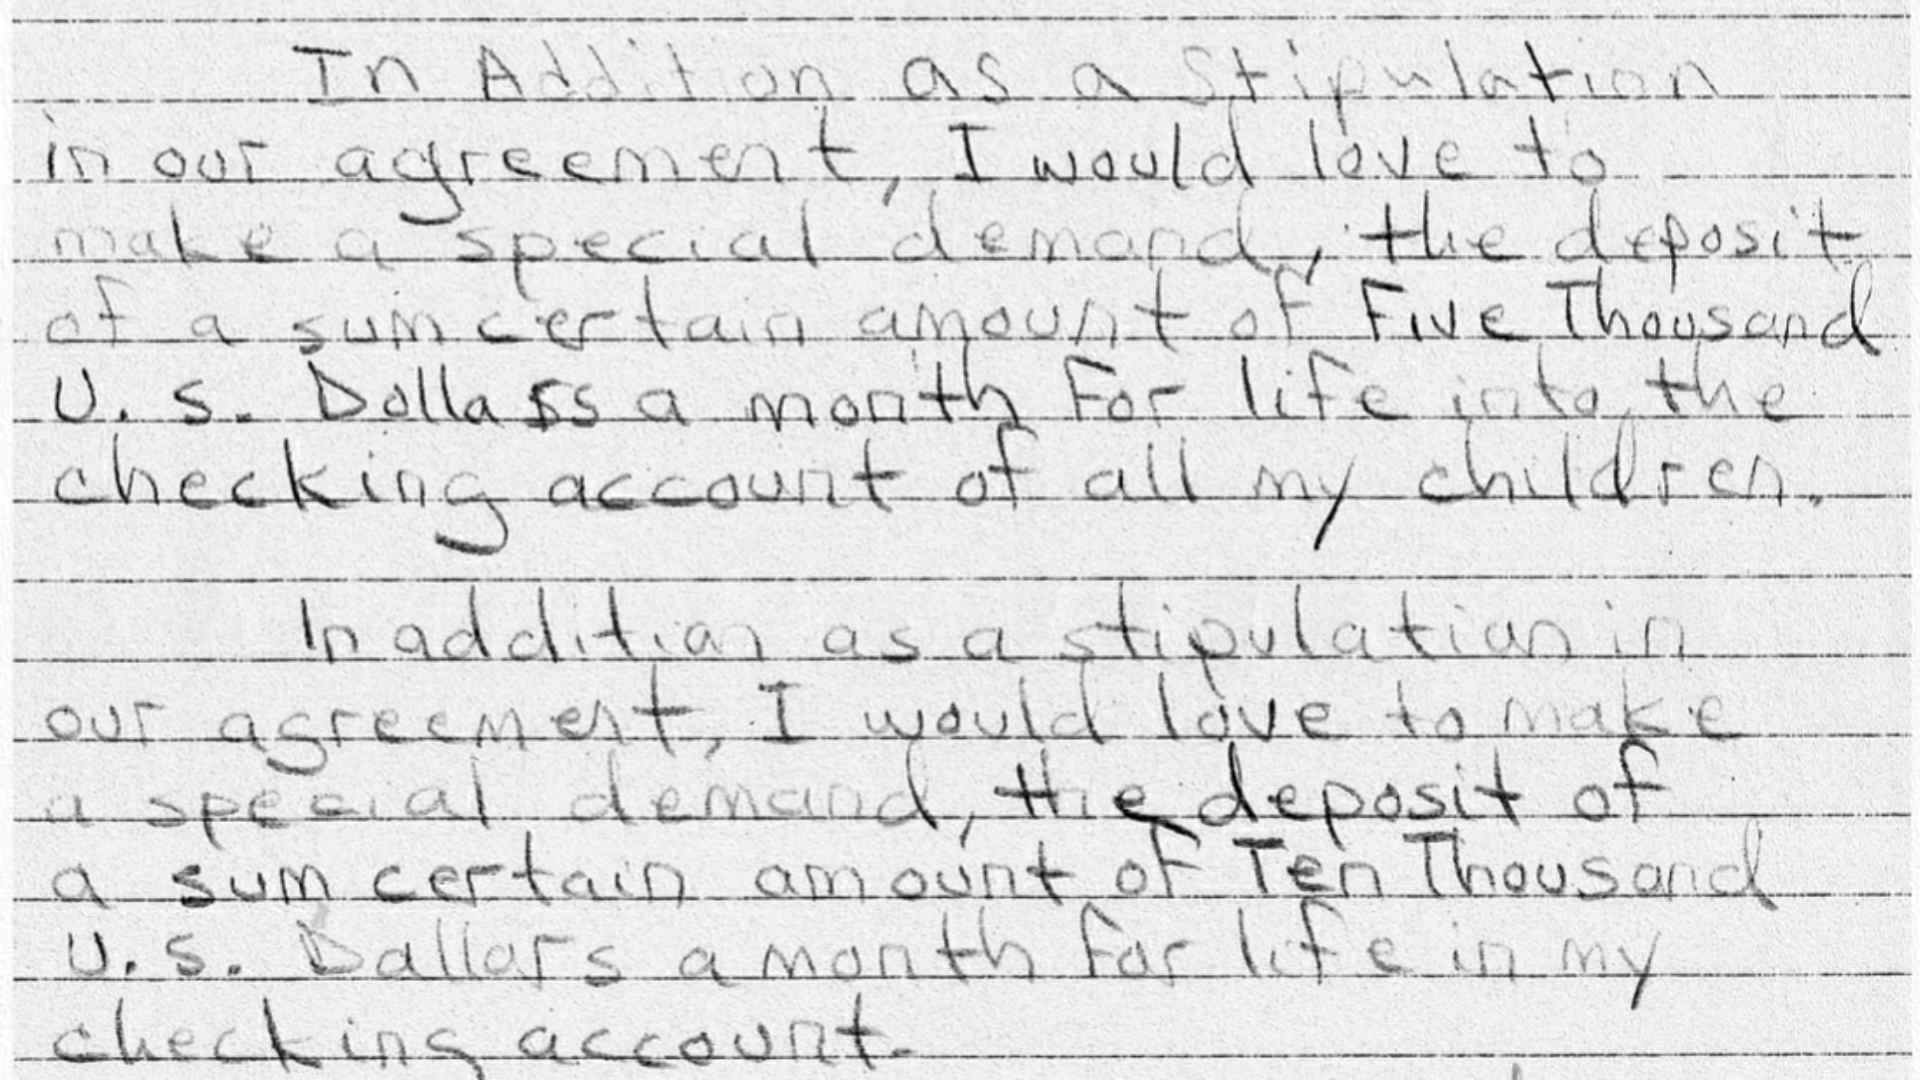 In Addition as a Stipulation
in our agreement, I would love to
make a special demand, the deposit
of a sum certain amount of Five Thousand
U.S. Dollars a month for life into the
checking account of all my children.
In addition as a stipulation in
our agreement, I would love to make
a special demand, the deposit of
a sum certain amount of Ten Thousand
U.S. Dollars a month for life in my
checking account.